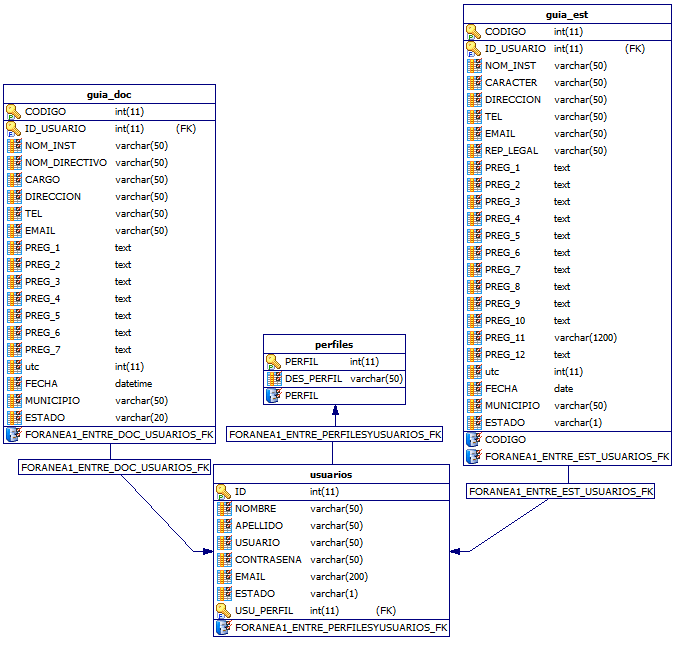 guia_doc
CODIGO int(11)
ID_USUARIO int(11) (FK)
NOM_INST varchar(50)
NOM_DIRECTIVO varchar(50)
CARGO varchar(50)
DIRECCION varchar(50)
TEL varchar(50)
EMAIL varchar(50)
PREG_1 text
PREG_2 text
PREG_3 text
PREG_4 text
PREG_5 text
PREG_6 text
PREG_7 text
utc int(11)
FECHA datetime
MUNICIPIO varchar(50)
ESTADO varchar(20)
FORANEA1_ENTRE_DOC_USUARIOS_FK
FORANEA1_ENTRE_DOC_USUARIOS_FK
guia_est
CODIGO int(11)
ID_USUARIO int(11) (FK)
NOM_INST varchar(50)
CARACTER varchar(50)
DIRECCION varchar(50)
TEL varchar(50)
EMAIL varchar(50)
REP_LEGAL varchar(50)
PREG_1 text
PREG_2 text
PREG_3 text
PREG_4 text
PREG_5 text
PREG_6 text
PREG_7 text
PREG_8 text
PREG_9 text
PREG_10 text
PREG_11 varchar(1200)
PREG_12 text
utc int(11)
FECHA date
MUNICIPIO varchar(50)
ESTADO varchar(1)
CODIGO
FORANEA1_ENTRE_EST_USUARIOS_FK
FORANEA1_ENTRE_EST_USUARIOS_FK
perfiles
PERFIL int(11)
DES_PERFIL varchar(50)
PERFIL
FORANEA1_ENTRE_PERFILESYUSUARIOS_FK
usuarios
ID int(11)
NOMBRE varchar(50)
APELLIDO varchar(50)
USUARIO varchar(50)
CONTRASENA varchar(50)
EMAIL varchar(200)
ESTADO varchar(1)
USU_PERFIL int(11) (FK)
FORANEA1_ENTRE_PERFILESYUSUARIOS_FK